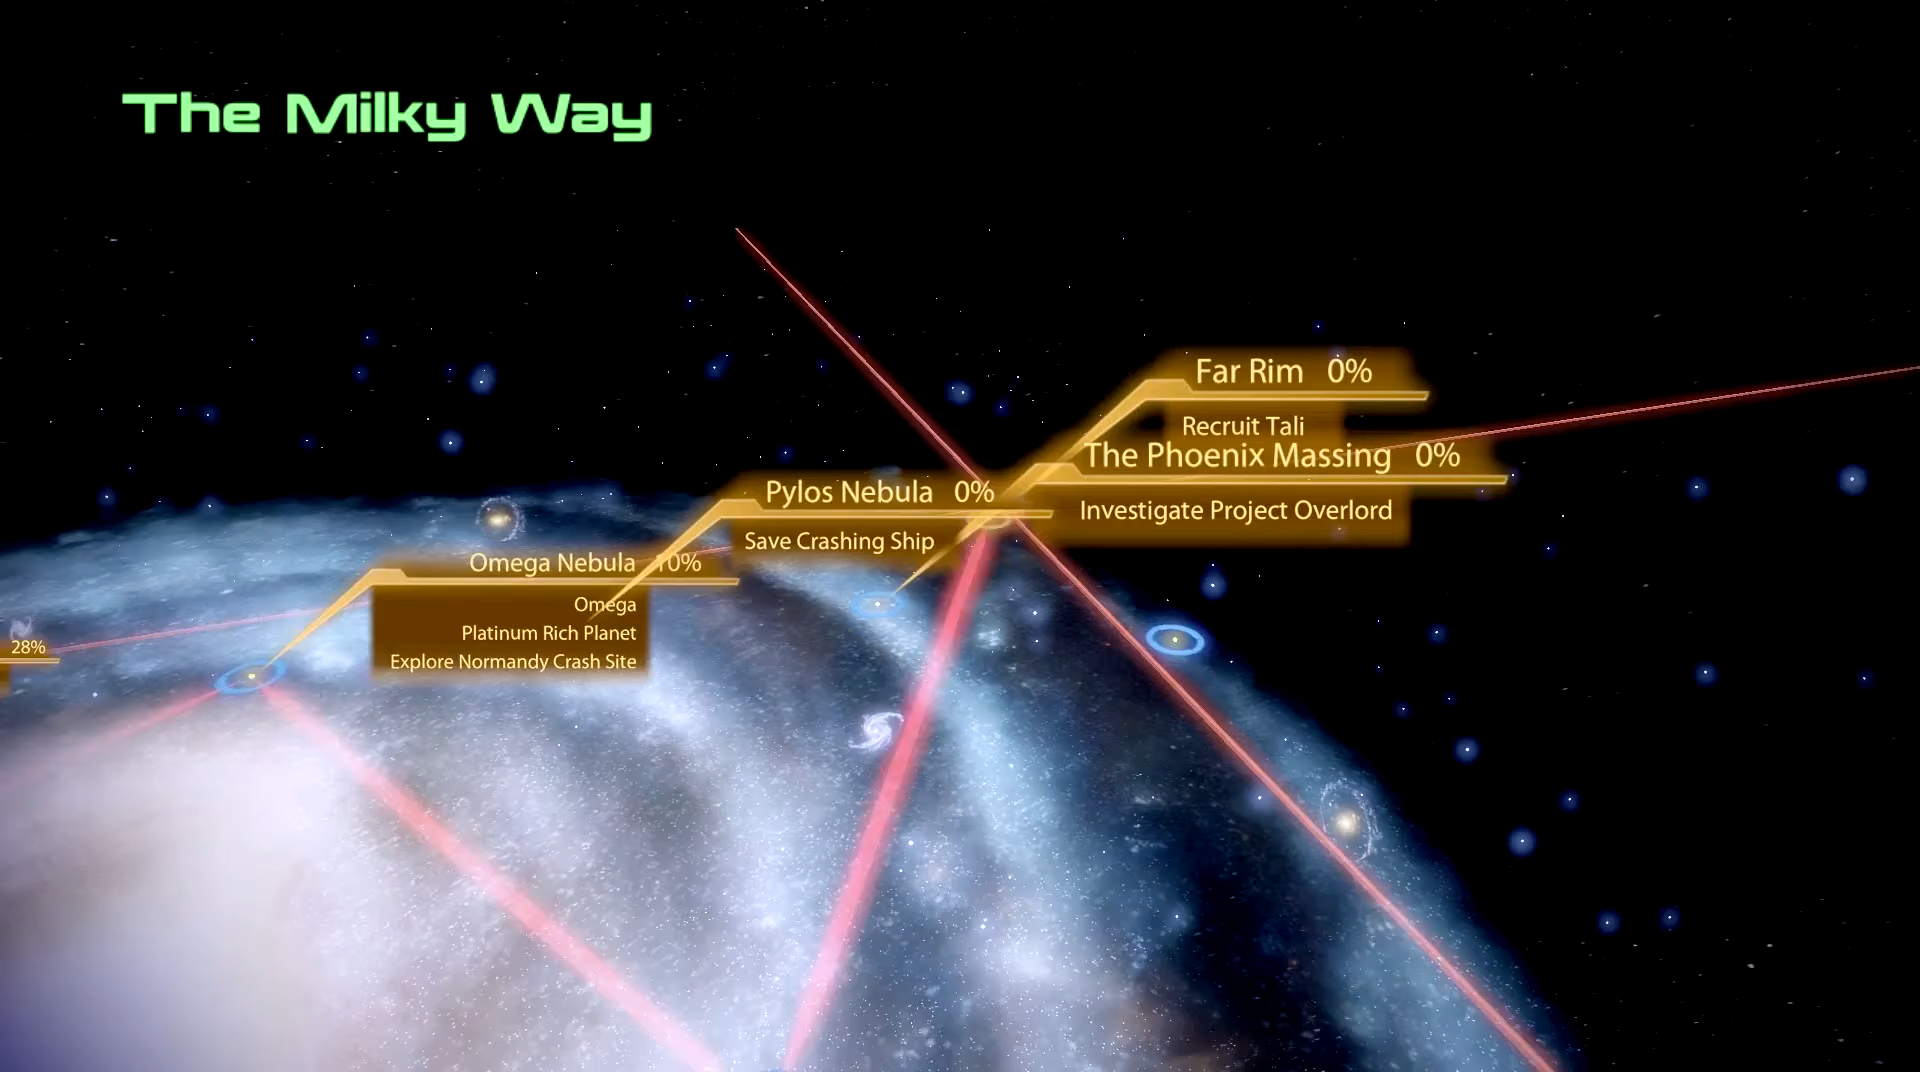 The Milky Way
Far Rim 0%
Recruit Tali
The Phoenix Massing 0%
Investigate Project Overlord
Pylos Nebula 0%
Save Crashing Ship
Omega Nebula 10%
Omega
Platinum Rich Planet
Explore Normandy Crash Site
28%